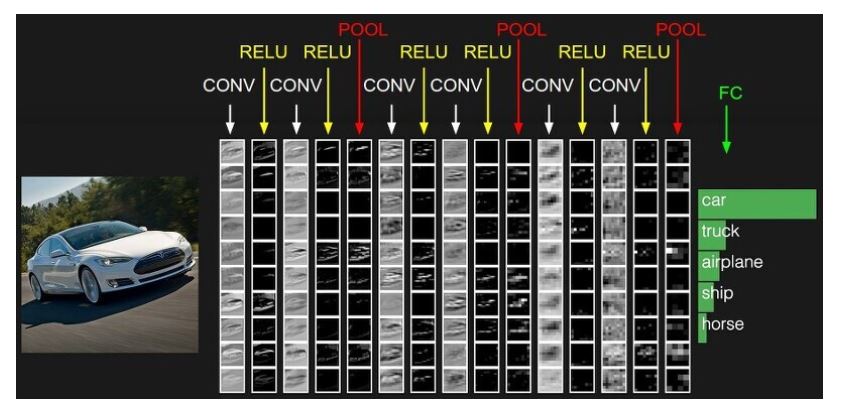 POOL POOL POOL
RELU RELU RELU RELU RELU RELU
CONV CONV CONV CONV CONV CONV
FC
car
truck
airplane
ship
horse